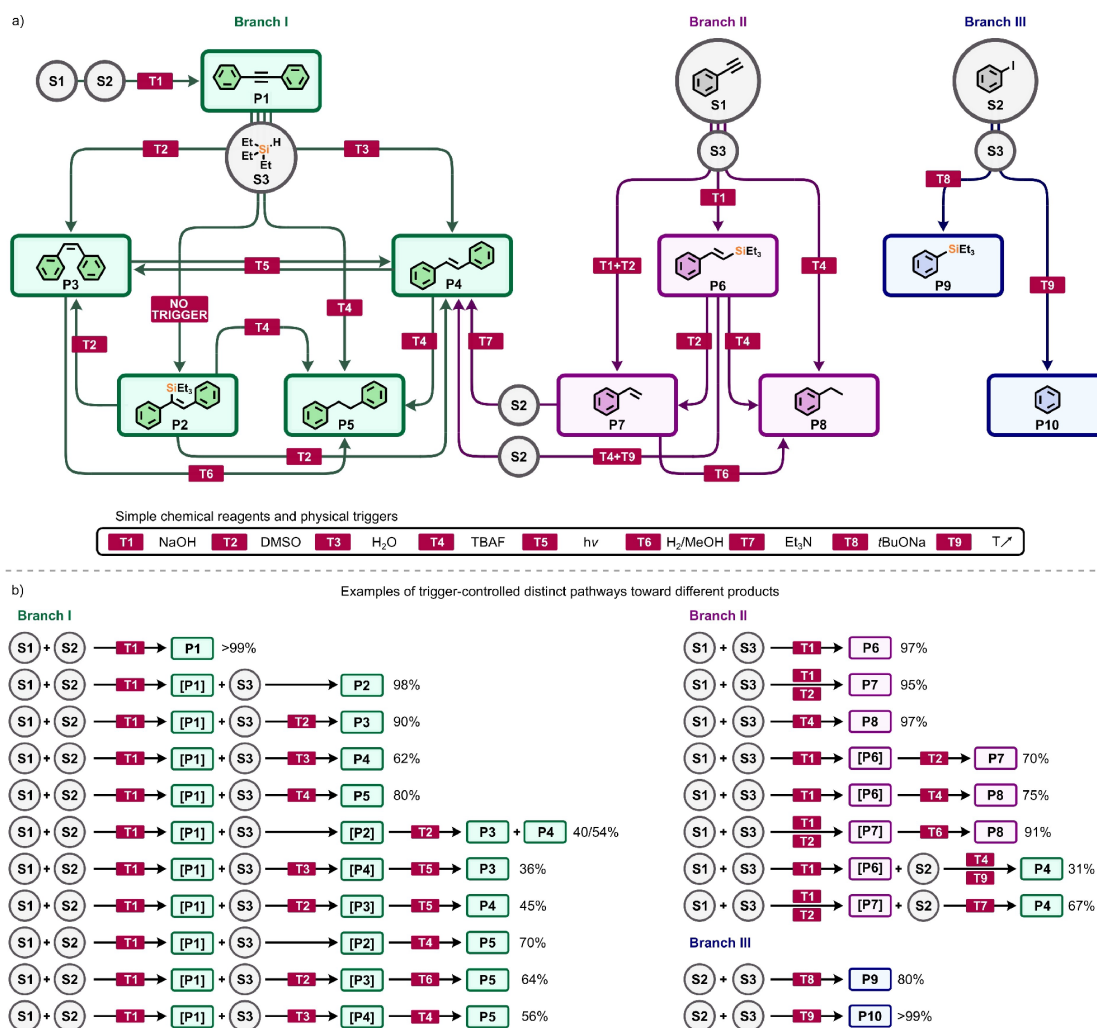 a)
Branch I
Branch II
Branch III
S1 S2 T1 P1
S1
I
S2
Et Si H
Et
Et
S3
T2 T3
S3
S3
T1
T8
P3
T5
P4
T1+T2
SiEt3
P6
T4
SiEt3
P9
T9
NO
TRIGGER
T4 T4 T4 T7 T2 T4
T2
SiEt3
P2
P5
S2
P7
P8
P10
T2
S2
T4+T9
T6
T6
Simple chemical reagents and physical triggers
T1 NaOH T2 DMSO T3 H2O T4 TBAF T5 hν T6 H2/MeOH T7 Et3N T8 tBuONa T9 T↗
b)
Examples of trigger-controlled distinct pathways toward different products
Branch I
S1 + S2 T1 P1 >99%
S1 + S2 T1 [P1] + S3 P2 98%
S1 + S2 T1 [P1] + S3 T2 P3 90%
S1 + S2 T1 [P1] + S3 T3 P4 62%
S1 + S2 T1 [P1] + S3 T4 P5 80%
S1 + S2 T1 [P1] + S3 [P2] T2 P3 + P4 40/54%
S1 + S2 T1 [P1] + S3 T3 [P4] T5 P3 36%
S1 + S2 T1 [P1] + S3 T2 [P3] T5 P4 45%
S1 + S2 T1 [P1] + S3 [P2] T4 P5 70%
S1 + S2 T1 [P1] + S3 T2 [P3] T6 P5 64%
S1 + S2 T1 [P1] + S3 T3 [P4] T4 P5 56%
Branch II
S1 + S3 T1 P6 97%
S1 + S3 T1 T2 P7 95%
S1 + S3 T4 P8 97%
S1 + S3 T1 [P6] T2 P7 70%
S1 + S3 T1 [P6] T4 P8 75%
S1 + S3 T1 T2 [P7] T6 P8 91%
S1 + S3 T1 [P6] + S2 T4 T9 P4 31%
S1 + S3 T1 T2 [P7] + S2 T7 P4 67%
Branch III
S2 + S3 T8 P9 80%
S2 + S3 T9 P10 >99%